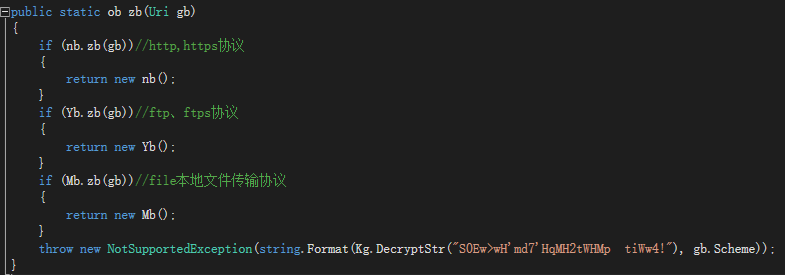 public static ob zb(Uri gb)
{
if (nb.zb(gb))//http,https协议
{
return new nb();
}
if (Yb.zb(gb))//ftp、ftps协议
{
return new Yb();
}
if (Mb.zb(gb))//file本地文件传输协议
{
return new Mb();
}
throw new NotSupportedException(string.Format(Kg.DecryptStr("S0Ew>wH'md7'HqMH2tWHMp  tiWw4!"), gb.Scheme));
}